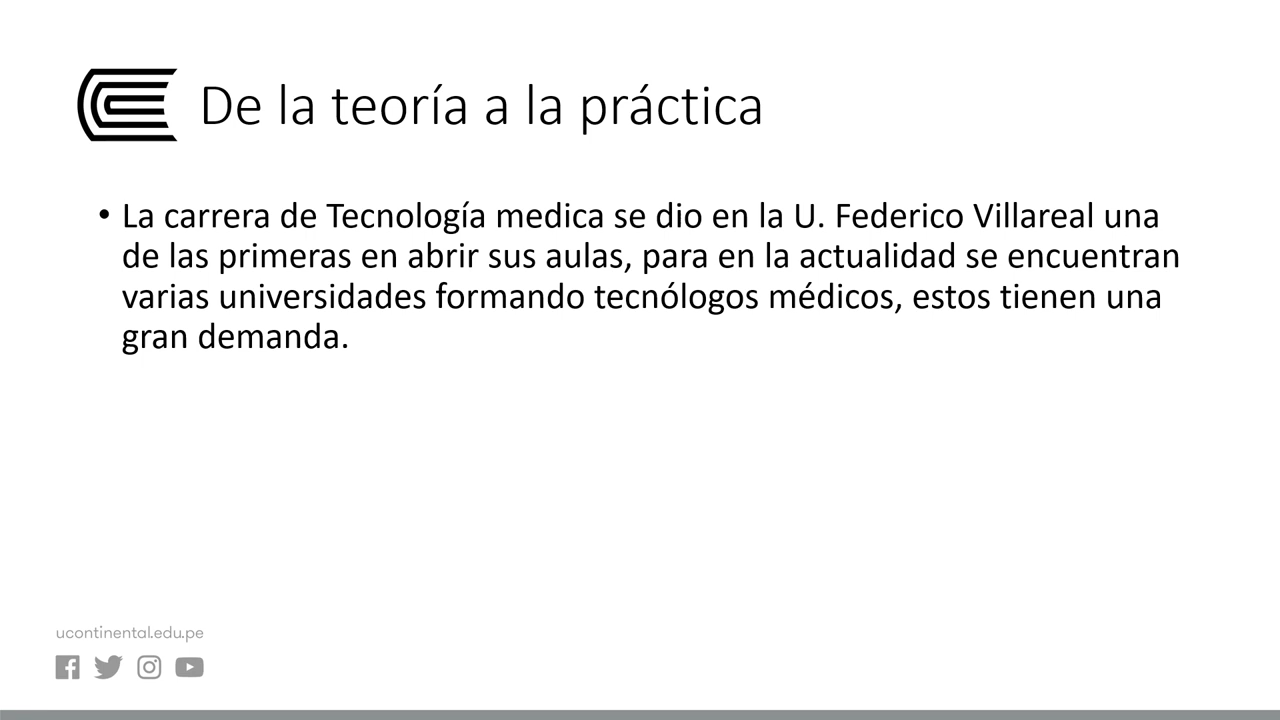 De la teoría a la práctica
• La carrera de Tecnología medica se dio en la U. Federico Villareal una
de las primeras en abrir sus aulas, para en la actualidad se encuentran
varias universidades formando tecnólogos médicos, estos tienen una
gran demanda.
ucontinental.edu.pe